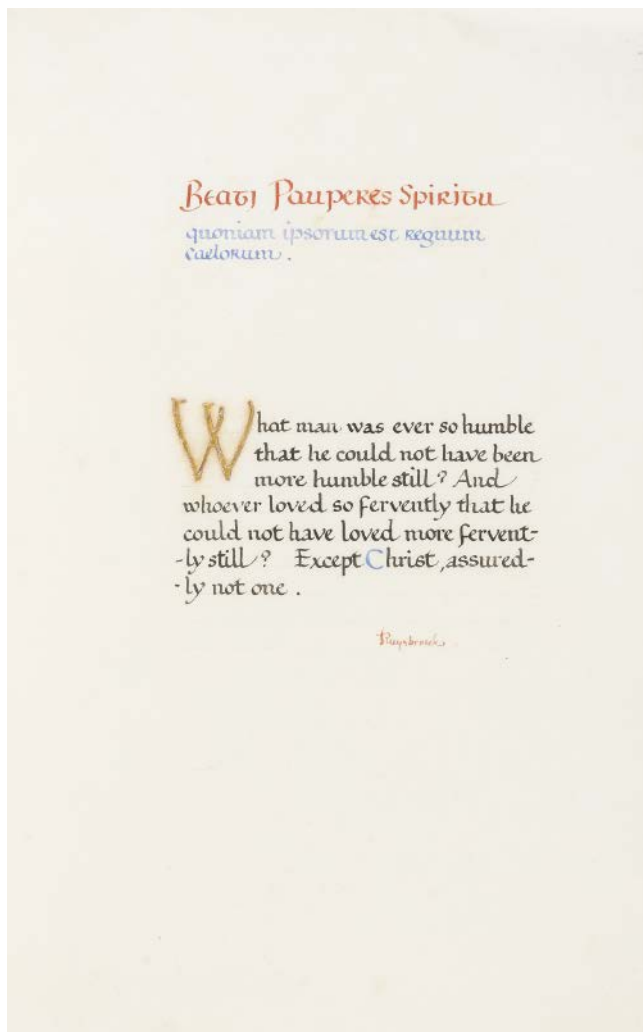 Beati Pauperes Spiritu
quoniam ipsorum est regnum
caelorum .
What man was ever so humble
that he could not have been
more humble still? And
whoever loved so fervently that he
could not have loved more fervent-
-ly still? Except Christ, assured-
-ly not one .
Ruysbroeck